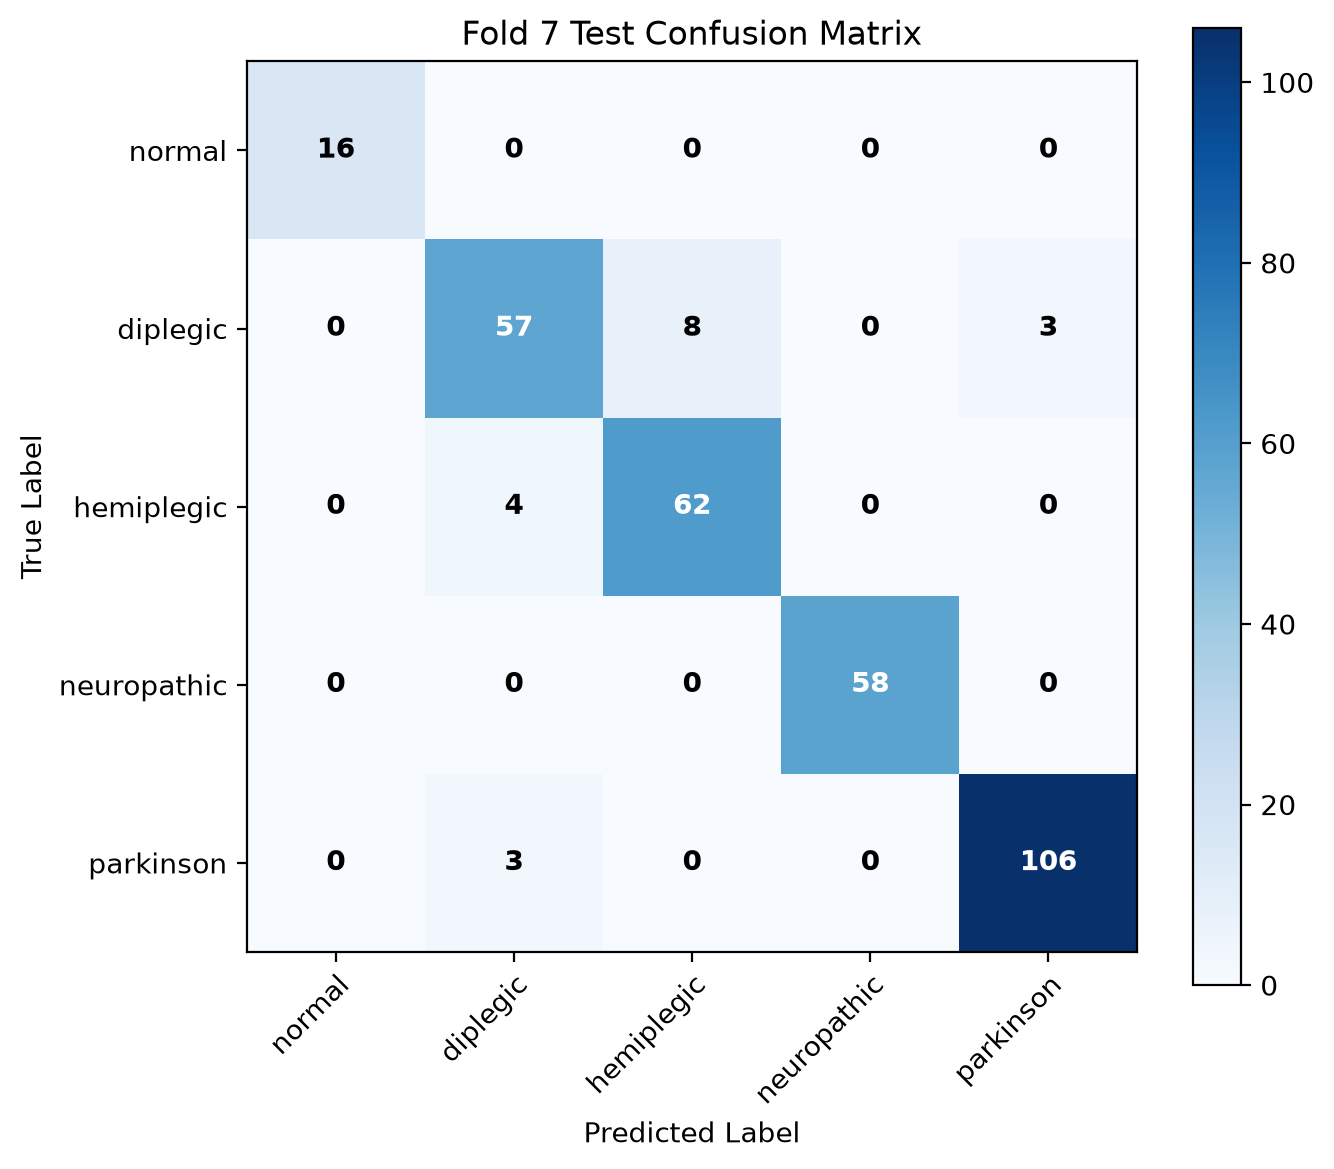 Fold 7 Test Confusion Matrix
True Label
normal 16 0 0 0 0
diplegic 0 57 8 0 3
hemiplegic 0 4 62 0 0
neuropathic 0 0 0 58 0
parkinson 0 3 0 0 106
normal diplegic hemiplegic neuropathic parkinson
Predicted Label
100
80
60
40
20
0